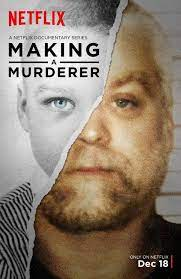 NETFLIX
A NETFLIX DOCUMENTARY SERIES
MAKING
A
MURDERER
ONLY ON NETFLIX
Dec 18